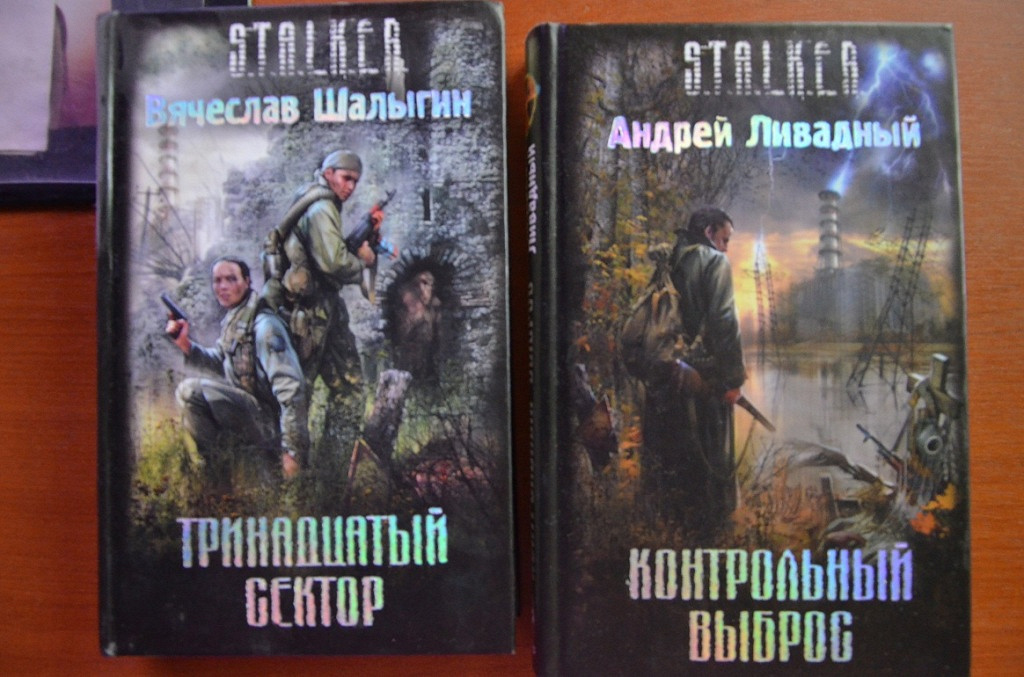 S.T.A.L.K.E.R.
Вячеслав Шалыгин
ТРИНАДЦАТЫЙ
СЕКТОР
S.T.A.L.K.E.R.
Андрей Ливадный
КОНТРОЛЬНЫЙ
ВЫБРОС